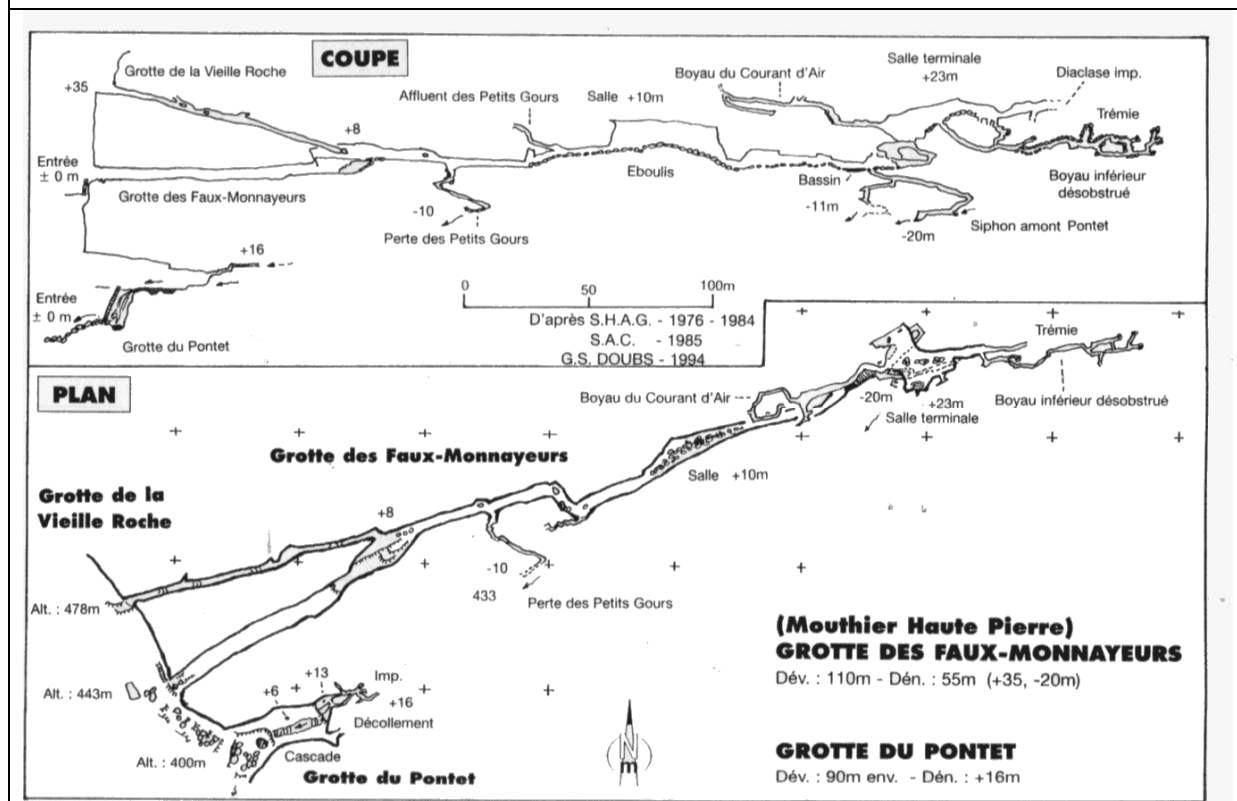 COUPE
Grotte de la Vieille Roche
+35
+8
Affluent des Petits Gours
Salle +10m
Boyau du Courant d'Air
Salle terminale
+23m
Diaclase imp.
Trémie
Entrée
± 0 m
Grotte des Faux-Monnayeurs
-10
Perte des Petits Gours
Eboulis
Bassin
-11m
-20m
Siphon amont Pontet
Boyau inférieur
désobstrué
+16
Entrée
± 0 m
Grotte du Pontet
0
50
100m
D'après S.H.A.G. - 1976 - 1984
S.A.C. - 1985
G.S. DOUBS - 1994
PLAN
Trémie
Boyau du Courant d'Air
-20m
+23m
Salle terminale
Boyau inférieur désobstrué
Grotte des Faux-Monnayeurs
Salle +10m
Grotte de la
Vieille Roche
+8
-10
433
Perte des Petits Gours
Alt. : 478m
Alt. : 443m
+13
Imp.
+6
+16
Décollement
Cascade
Alt. : 400m
Grotte du Pontet
N
m
(Mouthier Haute Pierre)
GROTTE DES FAUX-MONNAYEURS
Dév. : 110m - Dén. : 55m (+35, -20m)
GROTTE DU PONTET
Dév. : 90m env. - Dén. : +16m